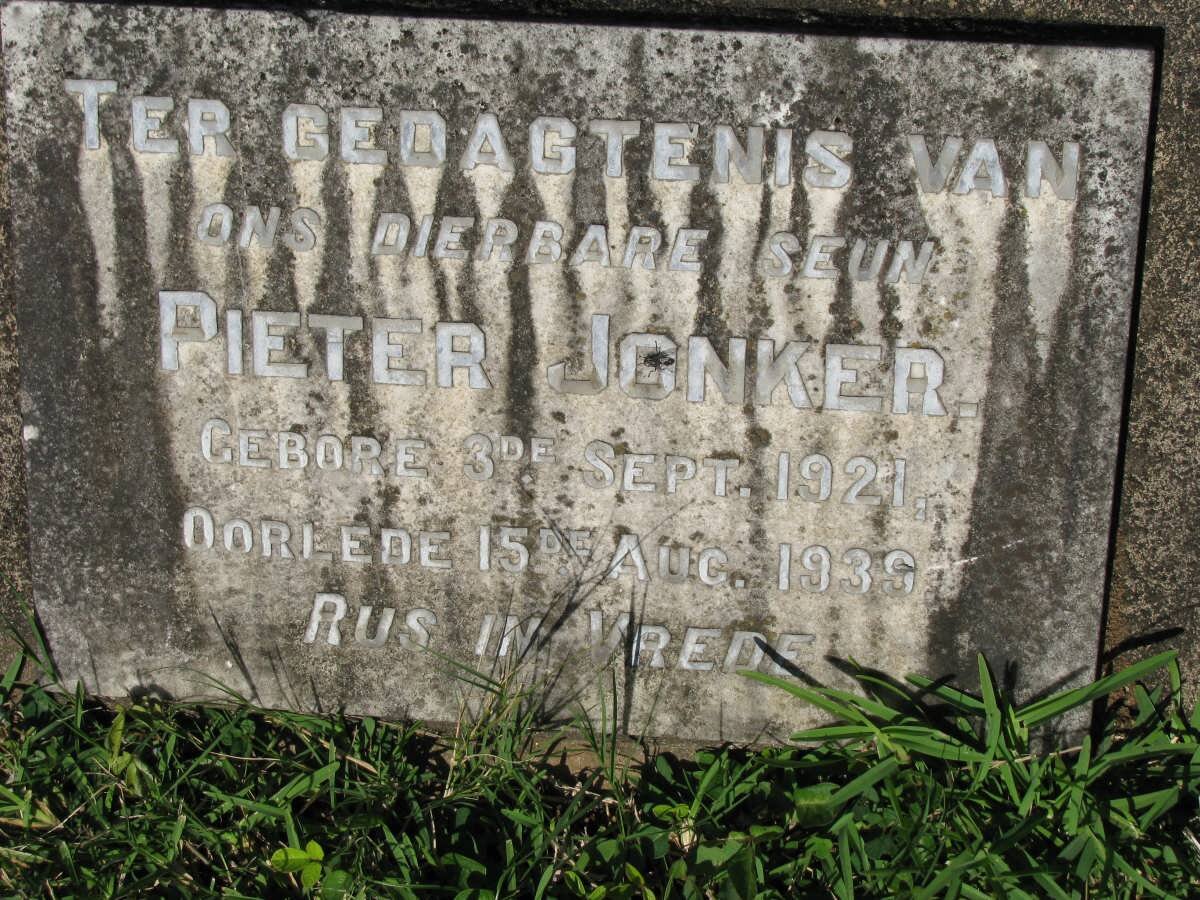 TER GEDAGTENIS VAN
ONS DIERBARE SEUN
PIETER JONKER.
GEBORE 3DE SEPT. 1921,
OORLEDE 15DE AUG. 1939
RUS IN VREDE